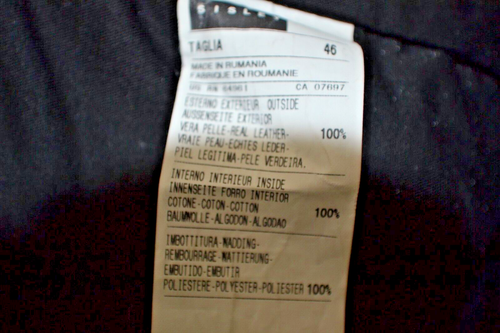 SISLEY
TAGLIA 46
MADE IN RUMANIA
FABRIQUE EN ROUMANIE
RN CA 07697
ESTERNO EXTERIEUR OUTSIDE
AUSSENSEITE EXTERIOR
VERA PELLE-REAL LEATHER- 100%
VRAIE PEAU-ECHTES LEDER-
PIEL LEGITIMA-PELE VERDEIRA.
INTERNO INTERIEUR INSIDE
INNENSEITE FORRO INTERIOR
COTONE-COTON-COTTON 100%
BAUMWOLLE-ALGODON-ALGODAO
IMBOTTITURA-WADDING-
REMBOURRAGE-WATTIERUNG-
EMBUTIDO-EMBUTIR
POLIESTERE-POLYESTER-POLIESTER 100%